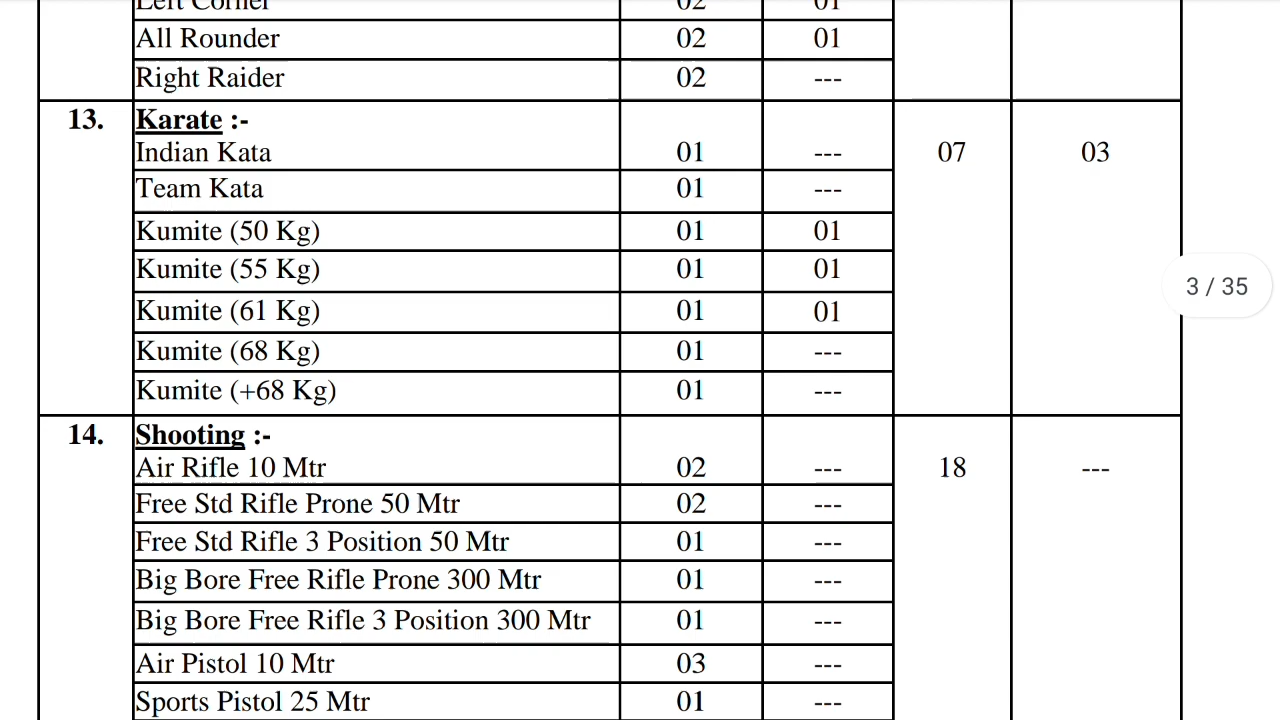 Left Corner 02 01
All Rounder 02 01
Right Raider 02 ---
13. Karate :-
Indian Kata 01 --- 07 03
Team Kata 01 ---
Kumite (50 Kg) 01 01
Kumite (55 Kg) 01 01
Kumite (61 Kg) 01 01
Kumite (68 Kg) 01 ---
Kumite (+68 Kg) 01 ---
14. Shooting :-
Air Rifle 10 Mtr 02 --- 18 ---
Free Std Rifle Prone 50 Mtr 02 ---
Free Std Rifle 3 Position 50 Mtr 01 ---
Big Bore Free Rifle Prone 300 Mtr 01 ---
Big Bore Free Rifle 3 Position 300 Mtr 01 ---
Air Pistol 10 Mtr 03 ---
Sports Pistol 25 Mtr 01 ---
3 / 35